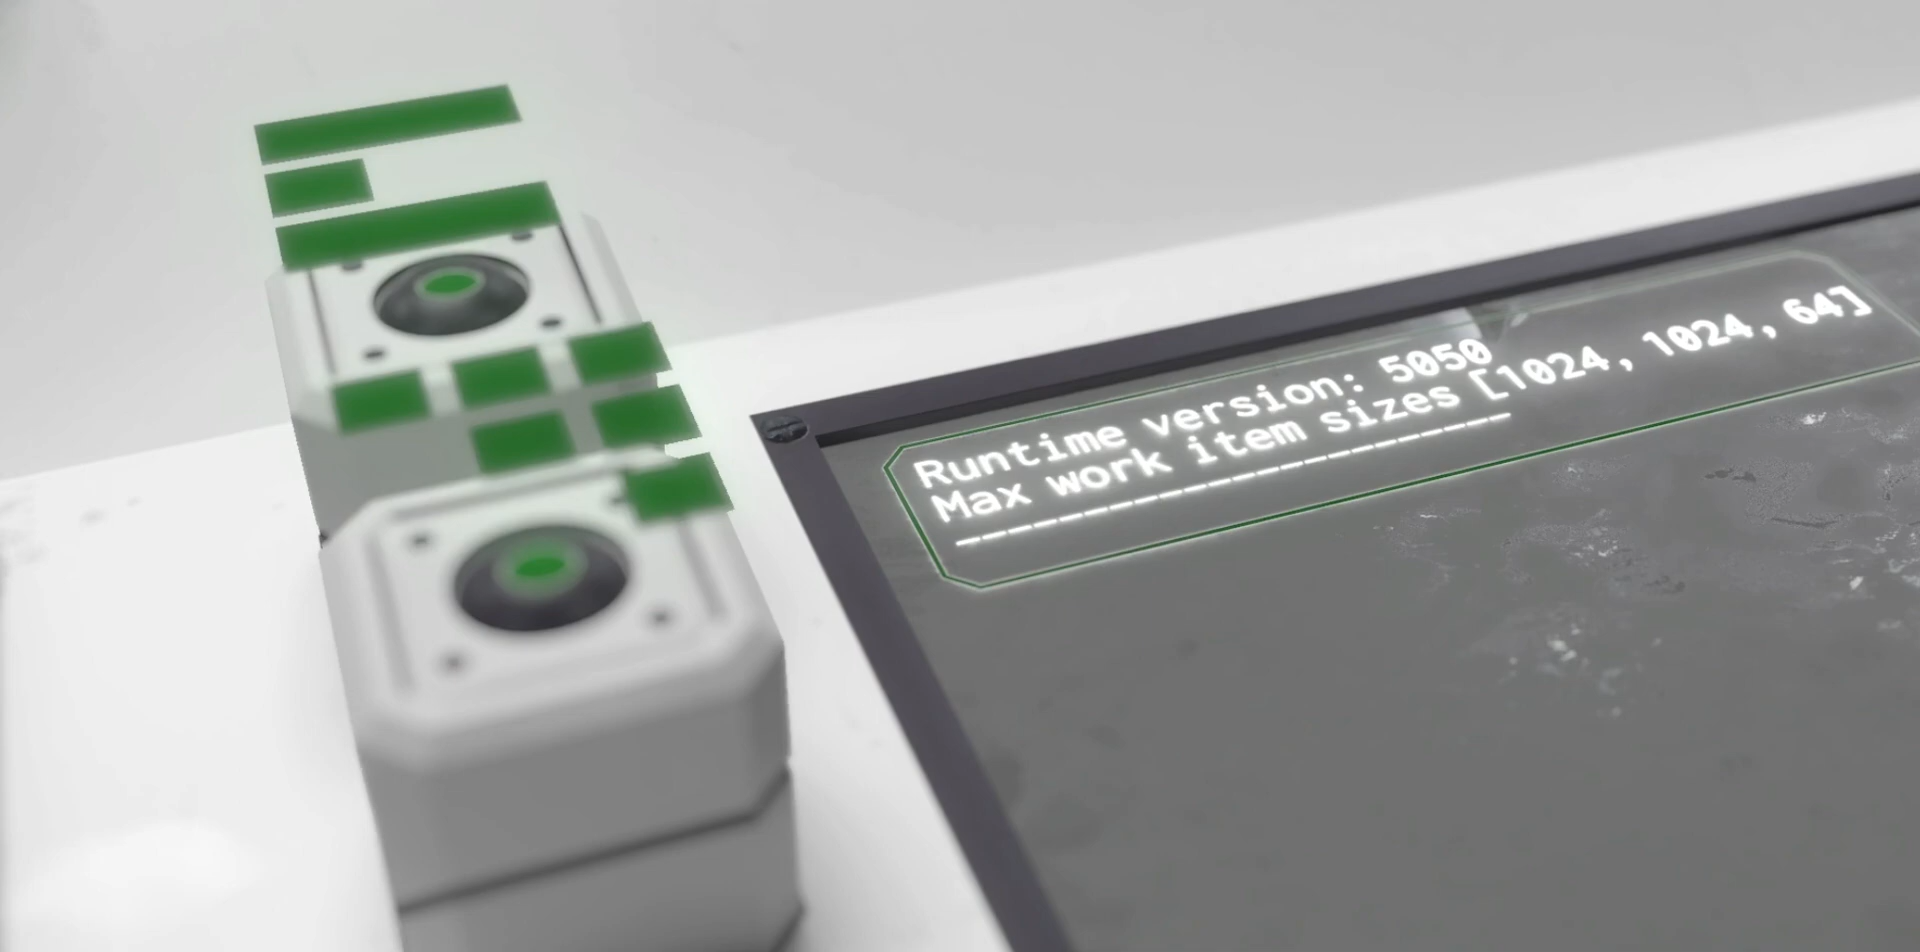 Runtime version: 5050
Max work item sizes [1024, 1024, 64]
-----------------------